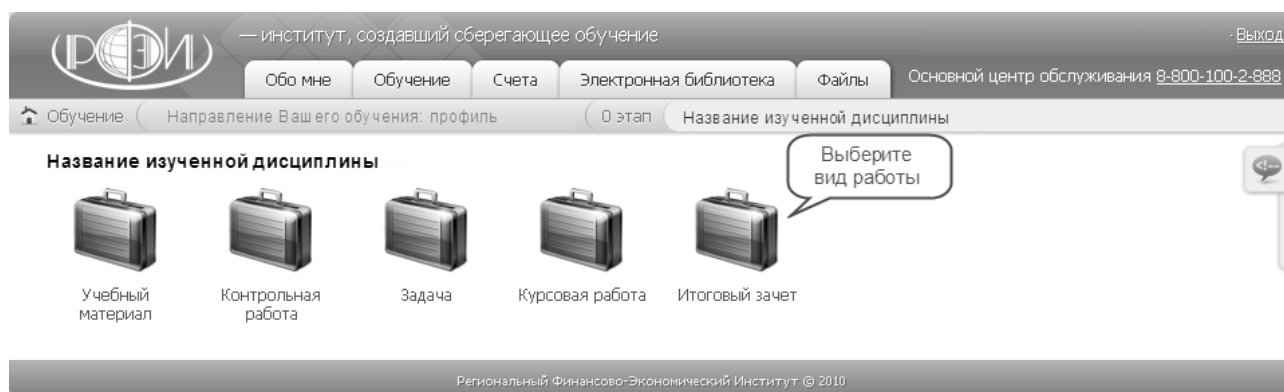 РФЭИ
— институт, создавший сберегающее обучение
· Выход
Обо мне
Обучение
Счета
Электронная библиотека
Файлы
Основной центр обслуживания 8-800-100-2-888
Обучение
Направление Вашего обучения: профиль
0 этап
Название изученной дисциплины
Название изученной дисциплины
Выберите
вид работы
Учебный
материал
Контрольная
работа
Задача
Курсовая работа
Итоговый зачет
Региональный Финансово-Экономический Институт © 2010